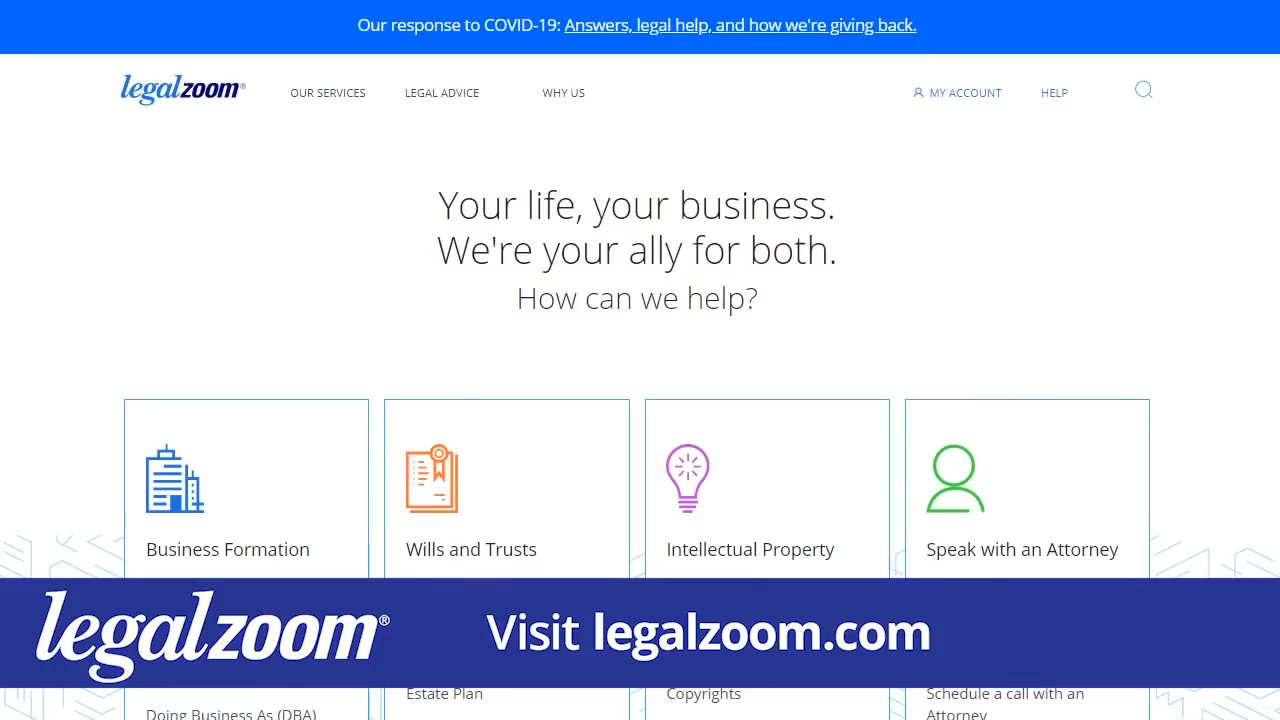 Our response to COVID-19: Answers, legal help, and how we're giving back.
legalzoom®
OUR SERVICES
LEGAL ADVICE
WHY US
MY ACCOUNT
HELP
Your life, your business.
We're your ally for both.
How can we help?
Business Formation
Wills and Trusts
Intellectual Property
Speak with an Attorney
legalzoom®
Visit legalzoom.com
Doing Business As (DBA)
Estate Plan
Copyrights
Schedule a call with an
Attorney